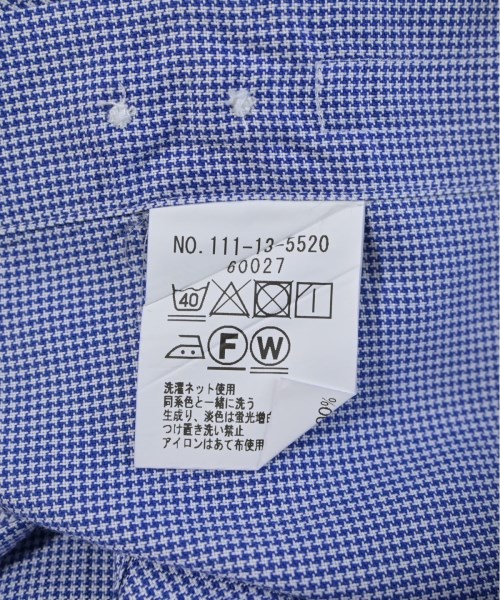 NO. 111-13-5520
60027
40
F W
洗濯ネット使用
同系色と一緒に洗う
生成り、淡色は蛍光増白
つけ置き洗い禁止
アイロンはあて布使用